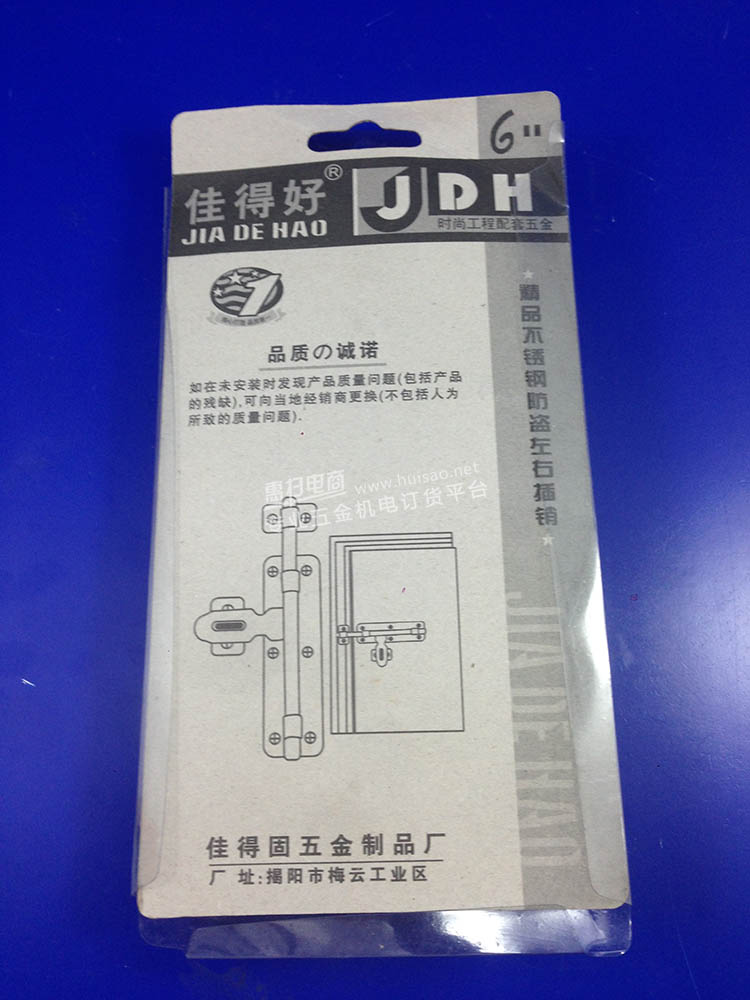 6"
佳得好®
JIA DE HAO
JDH
时尚工程配套五金
精品不锈钢防盗左右插销
品质の诚诺
如在未安装时发现产品质量问题(包括产品
的残缺),可向当地经销商更换(不包括人为
所致的质量问题).
惠扫电商 www.huisao.net
五金机电订货平台
JIA DE HAO
佳得固五金制品厂
厂 址:揭阳市梅云工业区